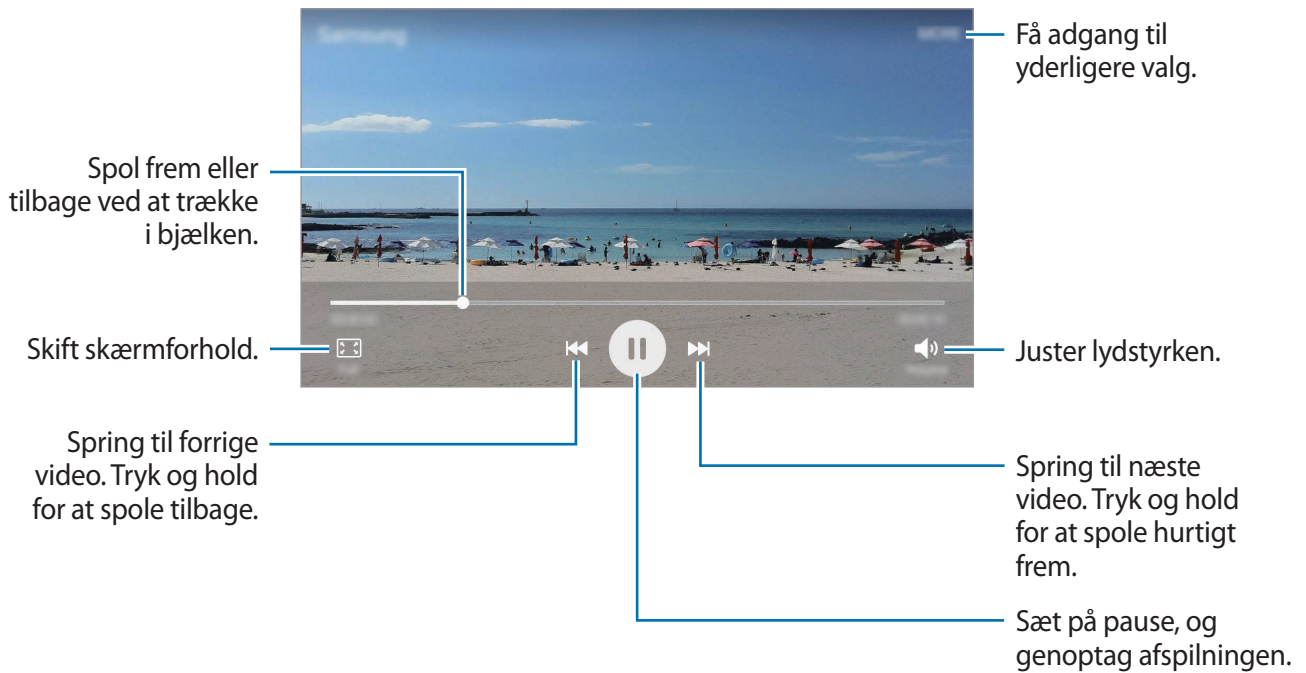 Få adgang til
yderligere valg.
Spol frem eller
tilbage ved at trække
i bjælken.
Skift skærmforhold.
Juster lydstyrken.
Spring til forrige
video. Tryk og hold
for at spole tilbage.
Spring til næste
video. Tryk og hold
for at spole hurtigt
frem.
Sæt på pause, og
genoptag afspilningen.